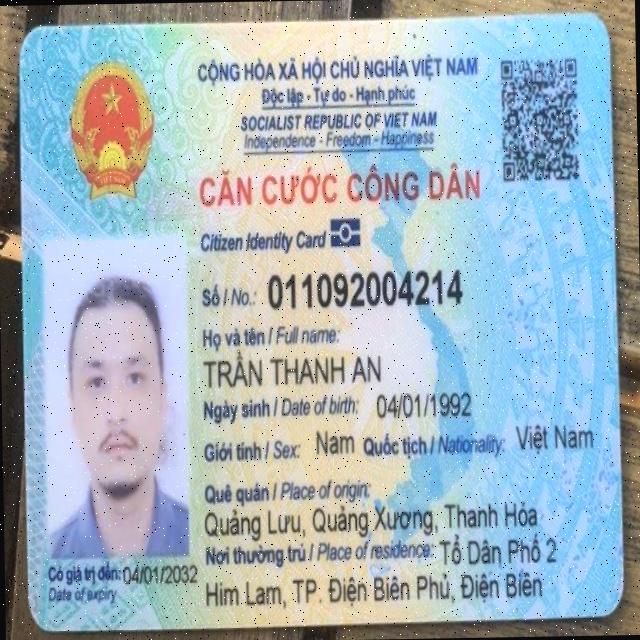 CỘNG HÒA XÃ HỘI CHỦ NGHĨA VIỆT NAM
Độc lập - Tự do - Hạnh phúc
SOCIALIST REPUBLIC OF VIET NAM
Independence - Freedom - Happiness
CĂN CƯỚC CÔNG DÂN
Citizen Identity Card
Số / No.: 011092004214
Họ và tên / Full name:
TRẦN THANH AN
Ngày sinh / Date of birth: 04/01/1992
Giới tính / Sex: Nam Quốc tịch / Nationality: Việt Nam
Quê quán / Place of origin:
Quảng Lưu, Quảng Xương, Thanh Hóa
Nơi thường trú / Place of residence: Tổ Dân Phố 2
Him Lam, TP. Điện Biên Phủ, Điện Biên
Có giá trị đến: 04/01/2032
Date of expiry